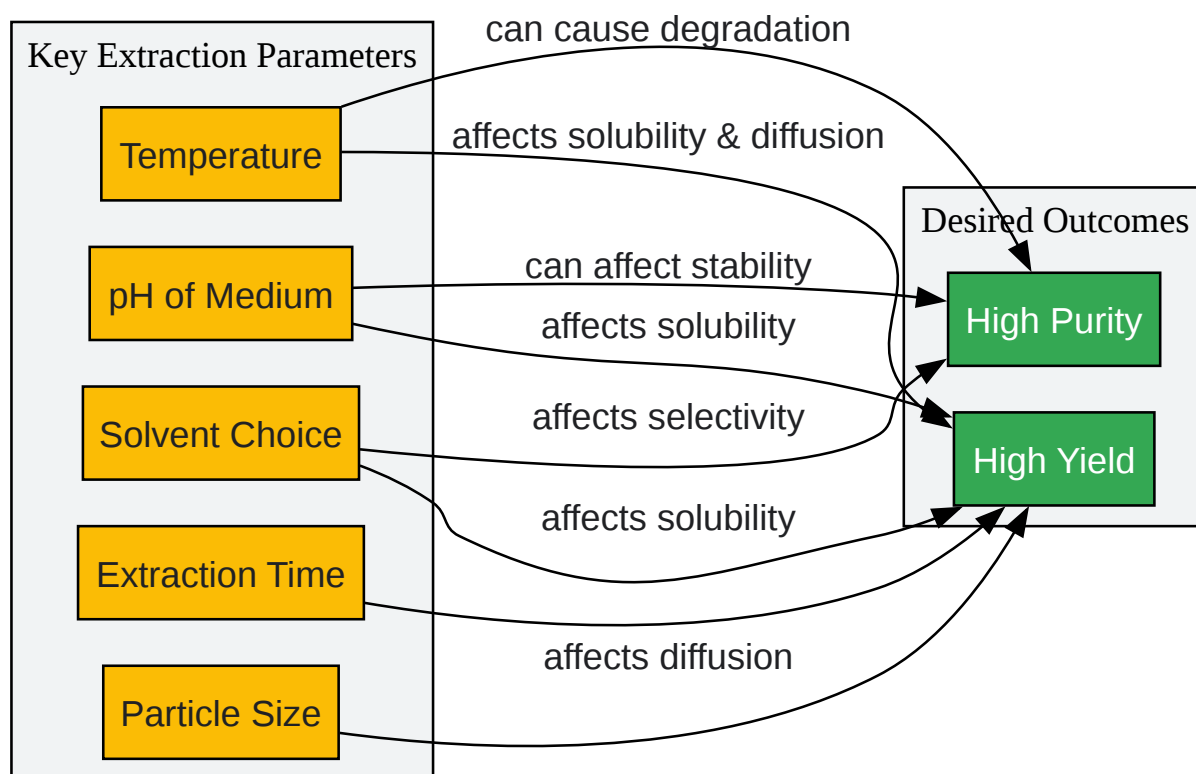 Key Extraction Parameters
Temperature
pH of Medium
Solvent Choice
Extraction Time
Particle Size
can cause degradation
affects solubility & diffusion
can affect stability
affects solubility
affects selectivity
affects solubility
affects diffusion
Desired Outcomes
High Purity
High Yield